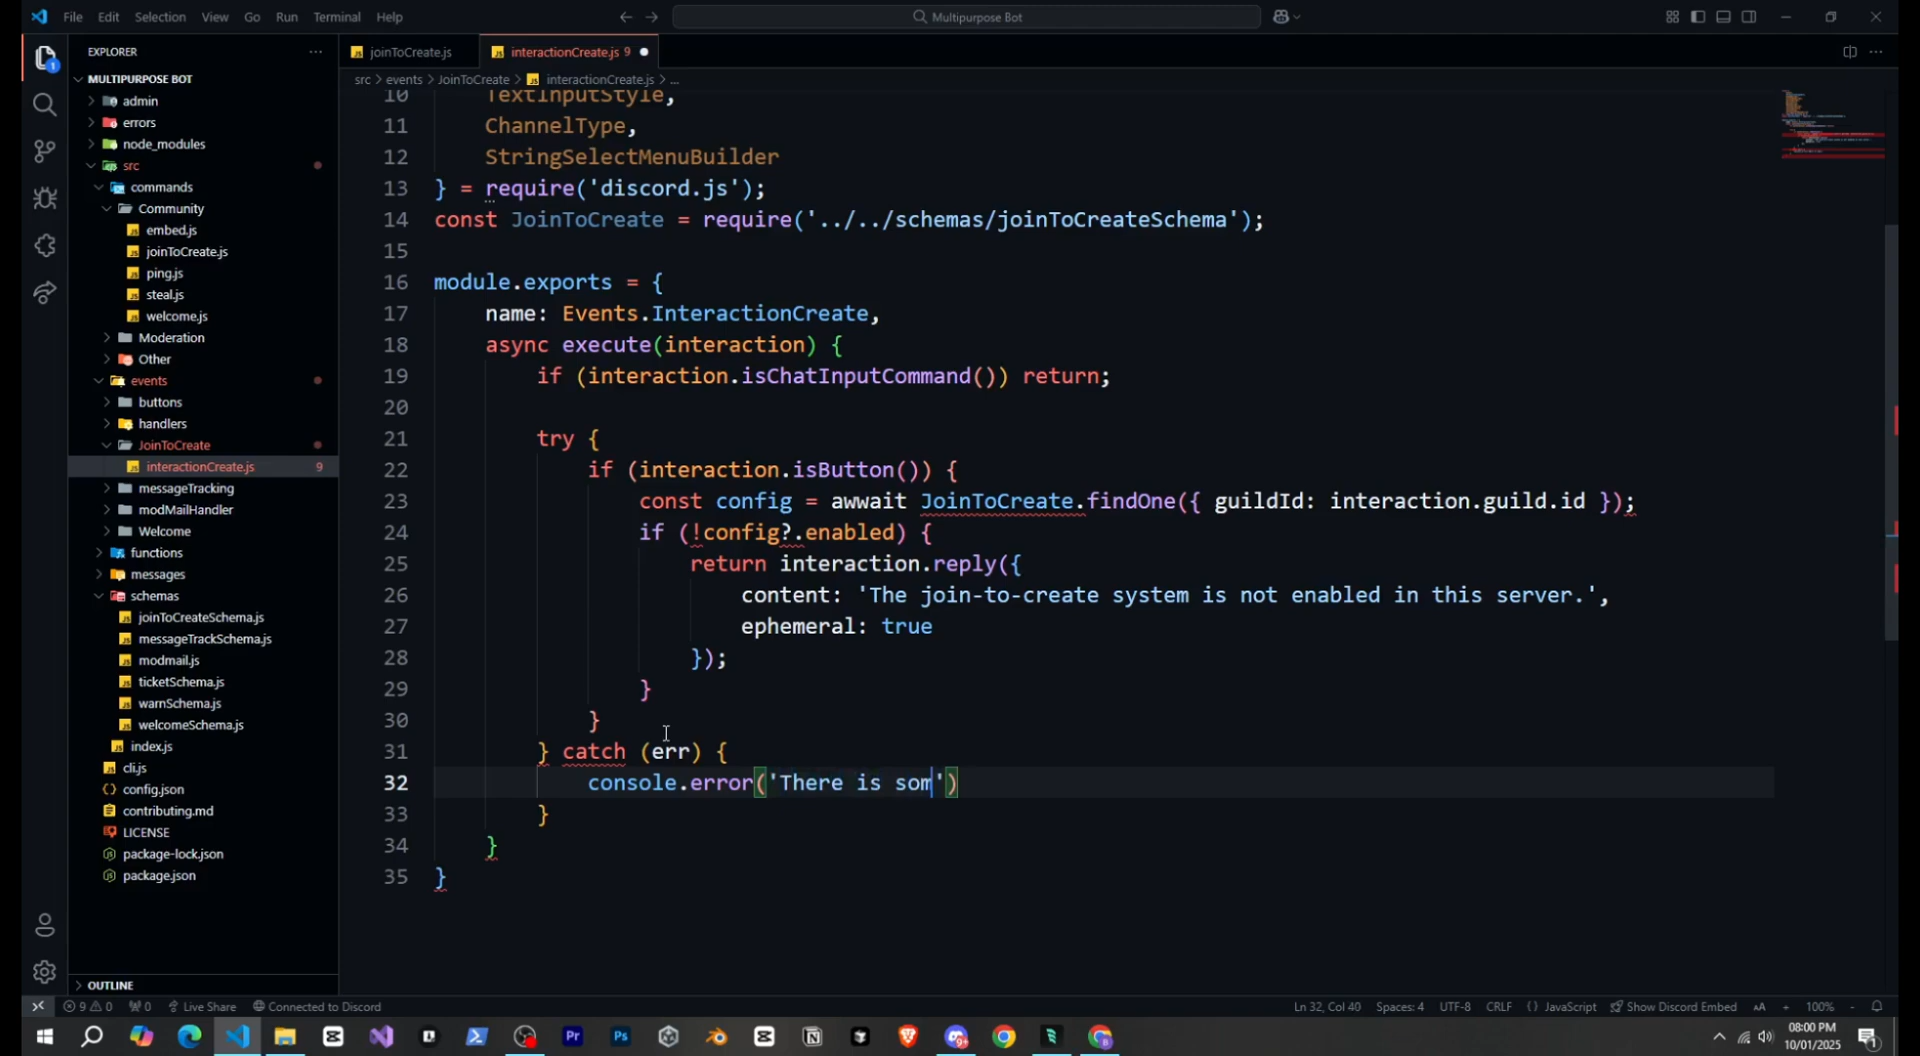 File Edit Selection View Go Run Terminal Help
Multipurpose Bot
EXPLORER
MULTIPURPOSE BOT
admin
errors
node_modules
src
commands
Community
embed.js
joinToCreate.js
ping.js
steal.js
welcome.js
Moderation
Other
events
buttons
handlers
JoinToCreate
interactionCreate.js 9
messageTracking
modMailHandler
Welcome
functions
messages
schemas
joinToCreateSchema.js
messageTrackSchema.js
modmail.js
ticketSchema.js
warnSchema.js
welcomeSchema.js
index.js
cli.js
config.json
contributing.md
LICENSE
package-lock.json
package.json
OUTLINE
joinToCreate.js interactionCreate.js 9
src > events > JoinToCreate > interactionCreate.js > ...
10 TextInputStyle,
11 ChannelType,
12 StringSelectMenuBuilder
13 } = require('discord.js');
14 const JoinToCreate = require('../../schemas/joinToCreateSchema');
15
16 module.exports = {
17 name: Events.InteractionCreate,
18 async execute(interaction) {
19 if (interaction.isChatInputCommand()) return;
20
21 try {
22 if (interaction.isButton()) {
23 const config = awwait JoinToCreate.findOne({ guildId: interaction.guild.id });
24 if (!config?.enabled) {
25 return interaction.reply({
26 content: 'The join-to-create system is not enabled in this server.',
27 ephemeral: true
28 });
29 }
30 }
31 } catch (err) {
32 console.error('There is som')
33 }
34 }
35 }
9 0 0 Live Share Connected to Discord
Ln 32, Col 40 Spaces: 4 UTF-8 CRLF {} JavaScript Show Discord Embed AA + 100% -
08:00 PM
10/01/2025